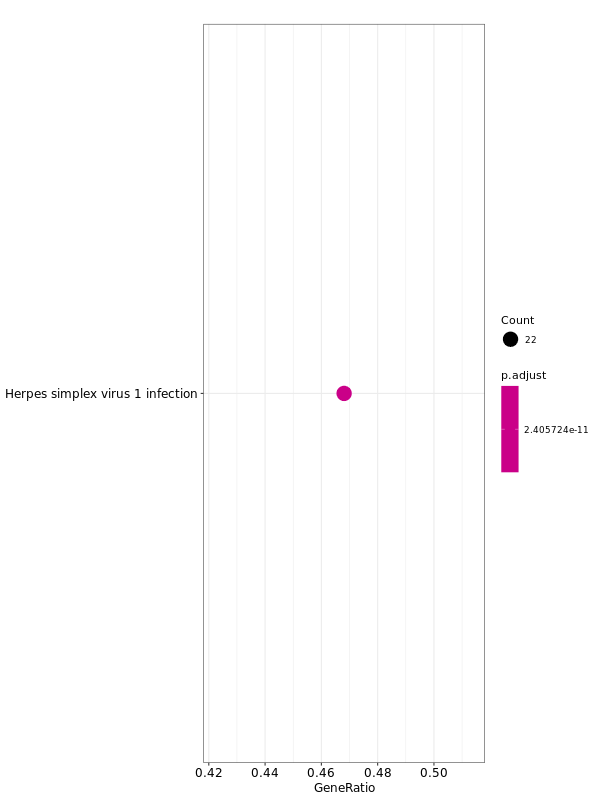 Herpes simplex virus 1 infection
0.42 0.44 0.46 0.48 0.50
GeneRatio
Count
22
p.adjust
2.405724e-11